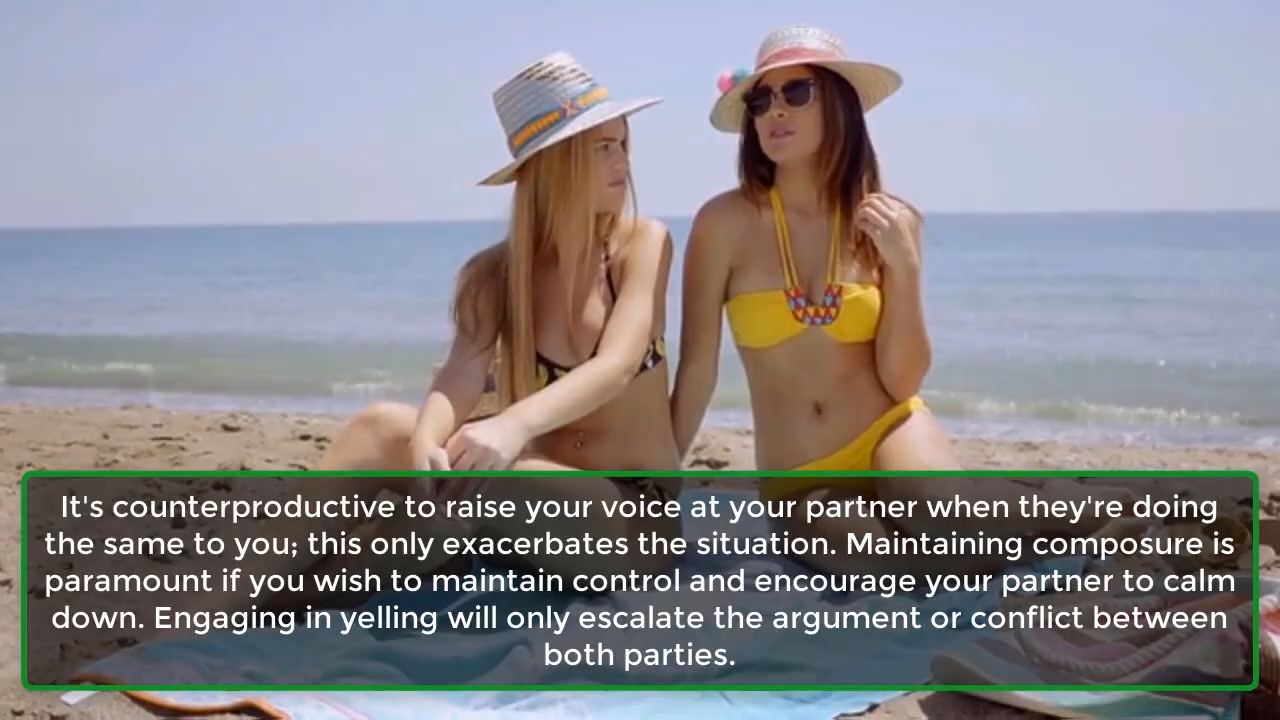 It's counterproductive to raise your voice at your partner when they're doing
the same to you; this only exacerbates the situation. Maintaining composure is
paramount if you wish to maintain control and encourage your partner to calm
down. Engaging in yelling will only escalate the argument or conflict between
both parties.